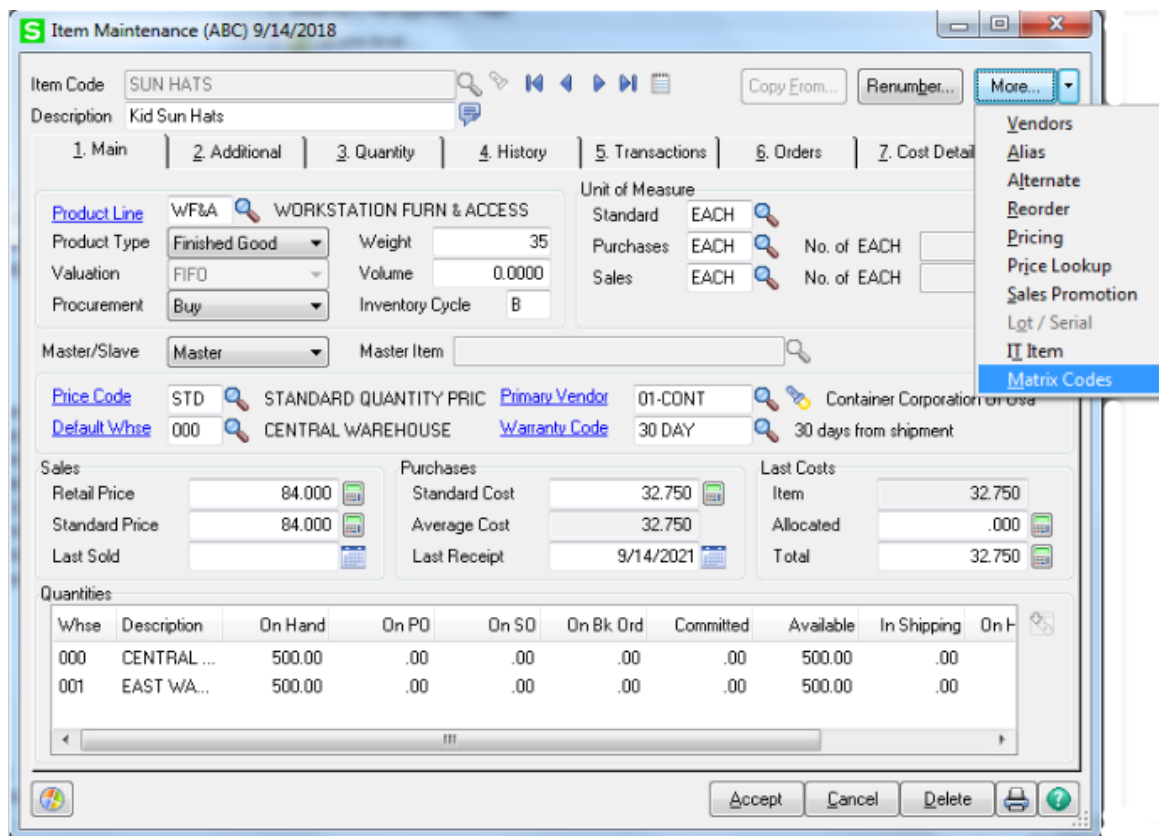 S Item Maintenance (ABC) 9/14/2018
Item Code SUN HATS Copy From... Renumber... More...
Description Kid Sun Hats
1. Main 2. Additional 3. Quantity 4. History 5. Transactions 6. Orders 7. Cost Detail
Vendors
Alias
Alternate
Reorder
Pricing
Price Lookup
Sales Promotion
Lot / Serial
IT Item
Matrix Codes
Product Line WF&A WORKSTATION FURN & ACCESS
Product Type Finished Good Weight 35
Valuation FIFO Volume 0.0000
Procurement Buy Inventory Cycle B
Unit of Measure
Standard EACH
Purchases EACH No. of EACH
Sales EACH No. of EACH
Master/Slave Master Master Item
Price Code STD STANDARD QUANTITY PRIC Primary Vendor 01-CONT Container Corporation Of Usa
Default Whse 000 CENTRAL WAREHOUSE Warranty Code 30 DAY 30 days from shipment
Sales
Retail Price 84.000
Standard Price 84.000
Last Sold
Purchases
Standard Cost 32.750
Average Cost 32.750
Last Receipt 9/14/2021
Last Costs
Item 32.750
Allocated .000
Total 32.750
Quantities
Whse Description On Hand On PO On SO On Bk Ord Committed Available In Shipping On H
000 CENTRAL ... 500.00 .00 .00 .00 .00 500.00 .00
001 EAST WA... 500.00 .00 .00 .00 .00 500.00 .00
Accept Cancel Delete